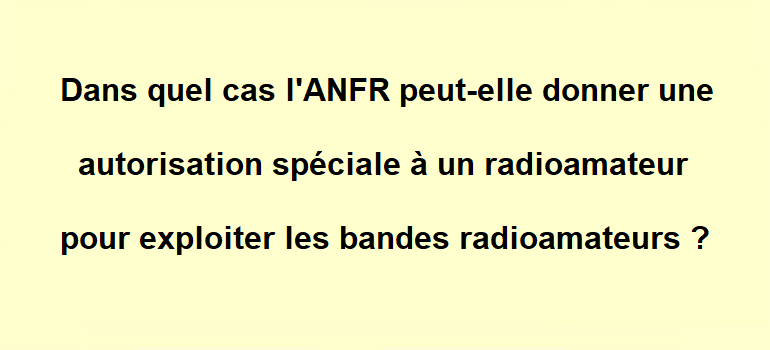 Dans quel cas l'ANFR peut-elle donner une
autorisation spéciale à un radioamateur
pour exploiter les bandes radioamateurs ?